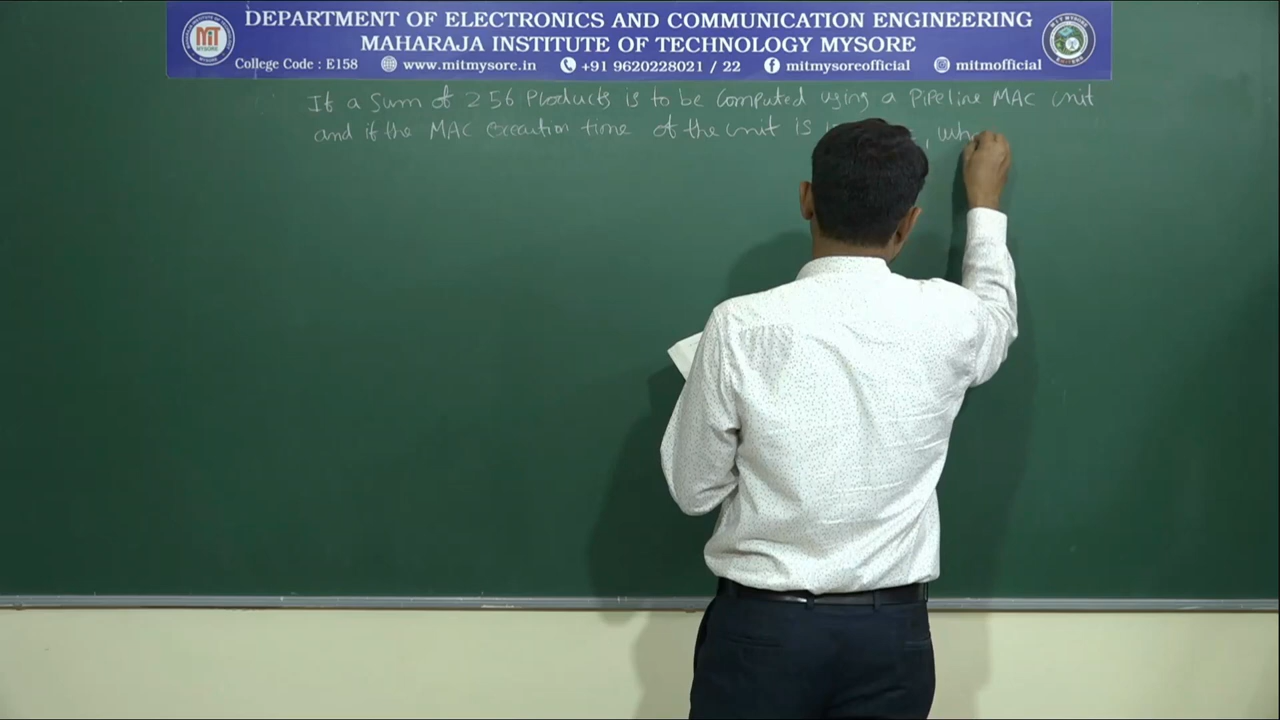 DEPARTMENT OF ELECTRONICS AND COMMUNICATION ENGINEERING
MAHARAJA INSTITUTE OF TECHNOLOGY MYSORE
College Code : E158 www.mitmysore.in +91 9620228021 / 22 mitmysoreofficial mitmofficial
MIT
MYSORE
If a Sum of 256 Products is to be Computed using a Pipeline MAC unit
and if the MAC execution time of the unit is